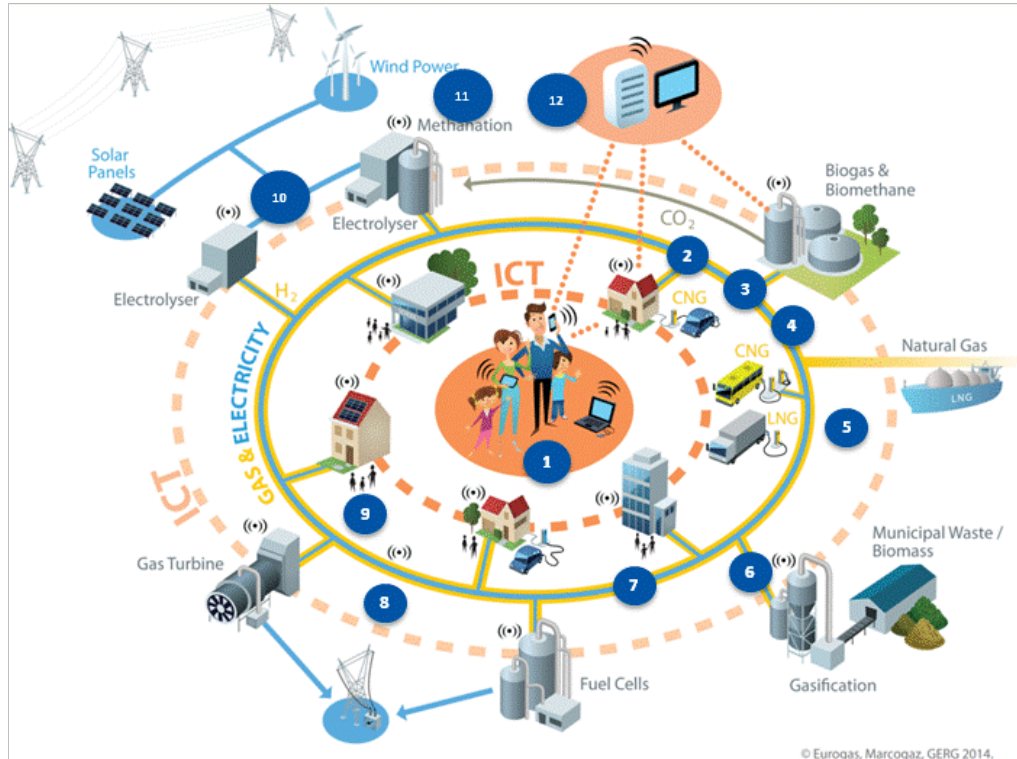 Wind Power
11
12
Methanation
Solar
Panels
10
Biogas &
Biomethane
Electrolyser
CO₂
2
ICT
3
Electrolyser
H₂
CNG
4
Natural Gas
CNG
LNG
GAS & ELECTRICITY
LNG
5
1
ICT
9
Municipal Waste /
Biomass
Gas Turbine
6
7
8
Fuel Cells
Gasification
© Eurogas, Marcogaz, GERG 2014.